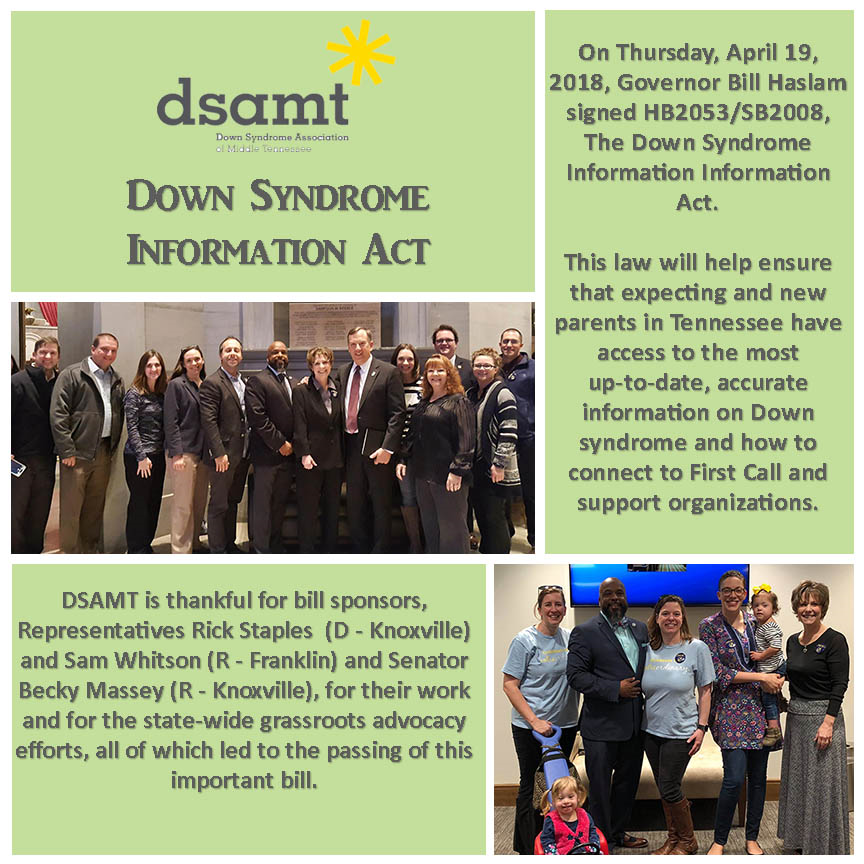 dsamt
Down Syndrome Association
of Middle Tennessee
Down Syndrome
Information Act
On Thursday, April 19,
2018, Governor Bill Haslam
signed HB2053/SB2008,
The Down Syndrome
Information Information
Act.
This law will help ensure
that expecting and new
parents in Tennessee have
access to the most
up-to-date, accurate
information on Down
syndrome and how to
connect to First Call and
support organizations.
DSAMT is thankful for bill sponsors,
Representatives Rick Staples (D - Knoxville)
and Sam Whitson (R - Franklin) and Senator
Becky Massey (R - Knoxville), for their work
and for the state-wide grassroots advocacy
efforts, all of which led to the passing of this
important bill.